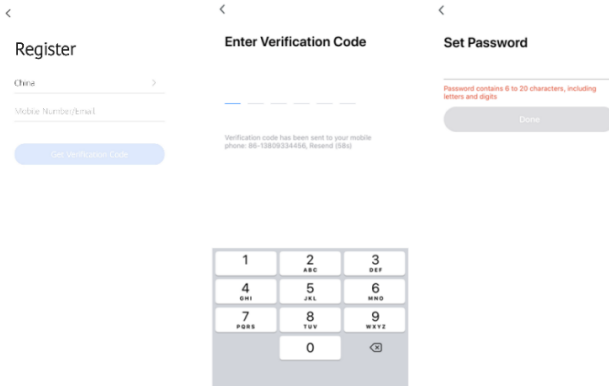 Register
China
Mobile Number/Email
Get Verification Code
Enter Verification Code
Verification code has been sent to your mobile
phone: 86-13809334456, Resend (58s)
1
2
ABC
3
DEF
4
GHI
5
JKL
6
MNO
7
PQRS
8
TUV
9
WXYZ
0
Set Password
Password contains 6 to 20 characters, including
letters and digits
Done